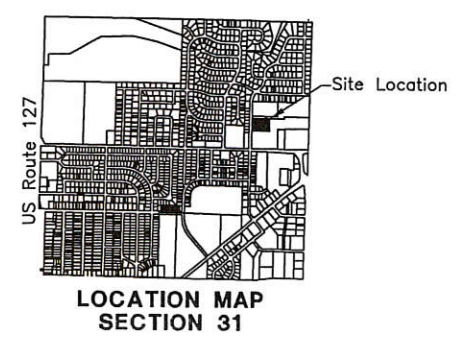 Site Location
US Route 127
LOCATION MAP
SECTION 31